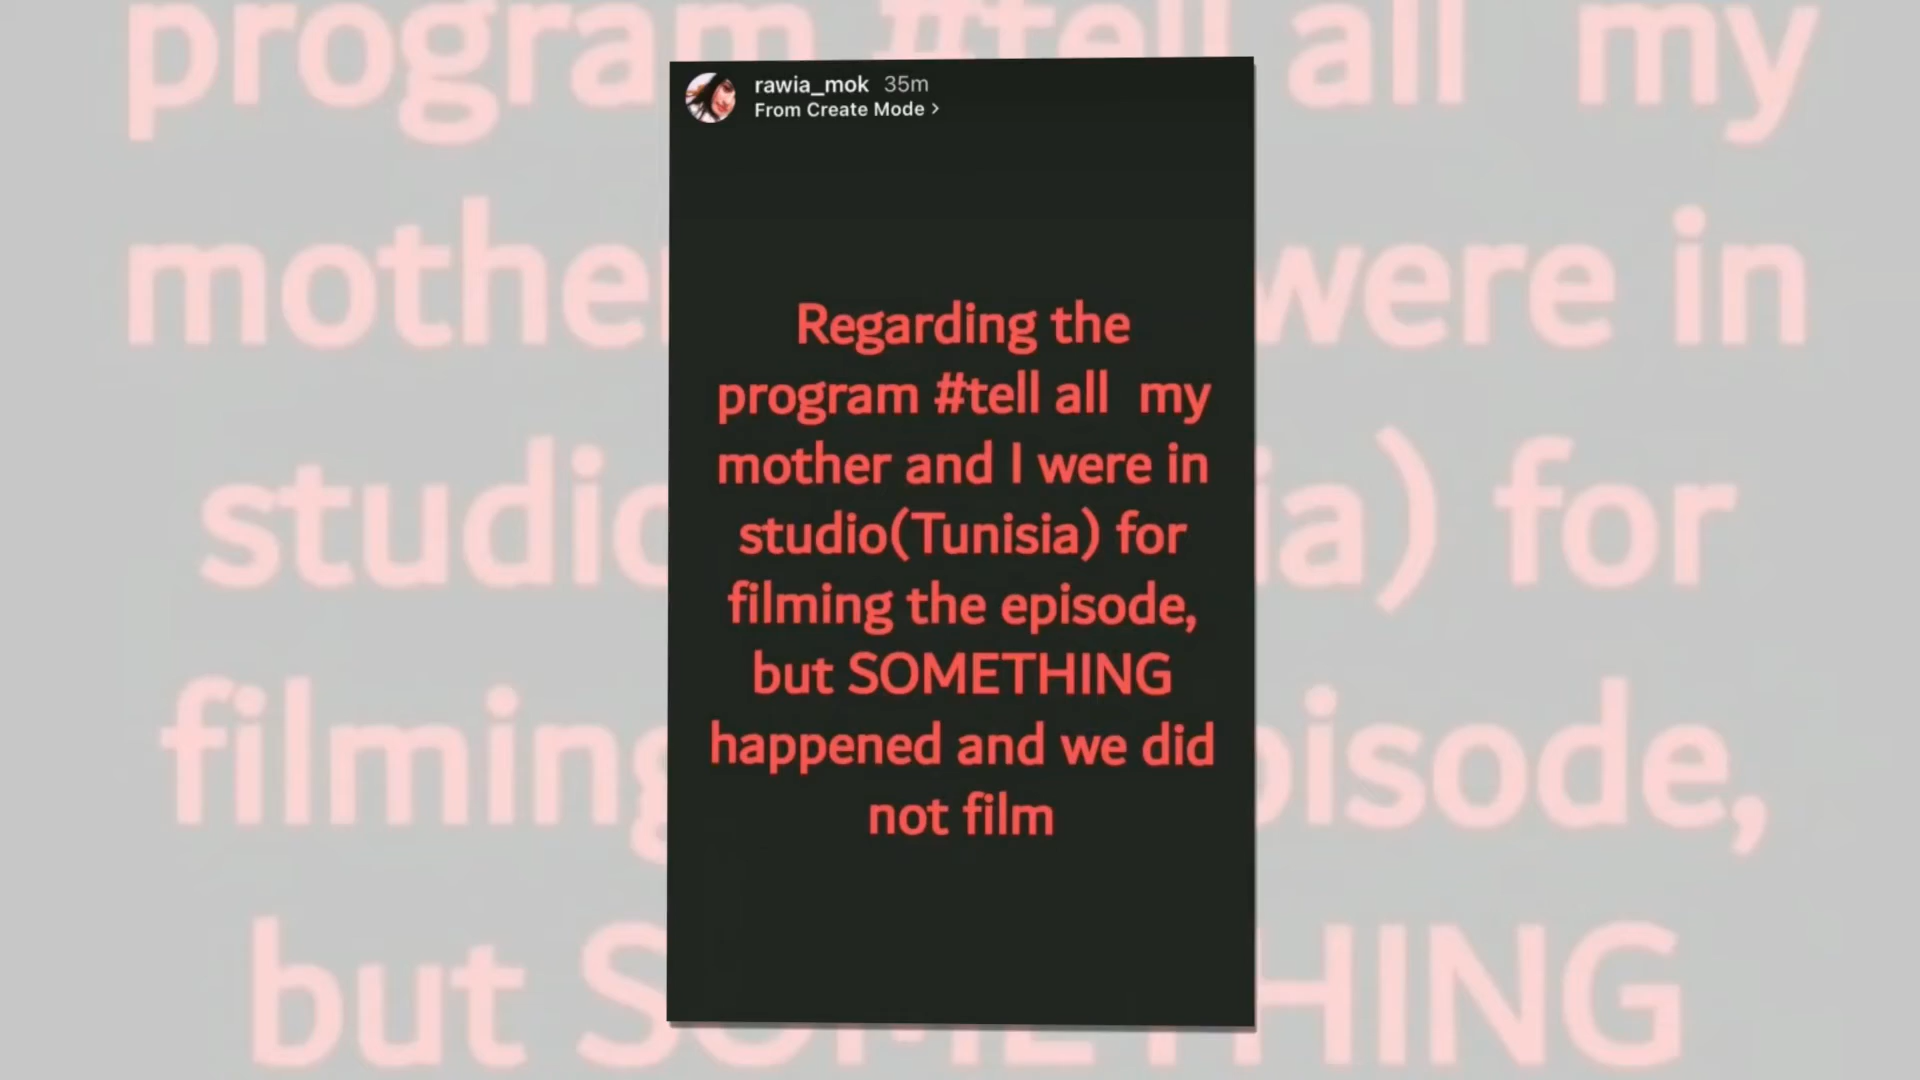 rawia_mok 35m
From Create Mode >
Regarding the
program #tell all my
mother and I were in
studio(Tunisia) for
filming the episode,
but SOMETHING
happened and we did
not film